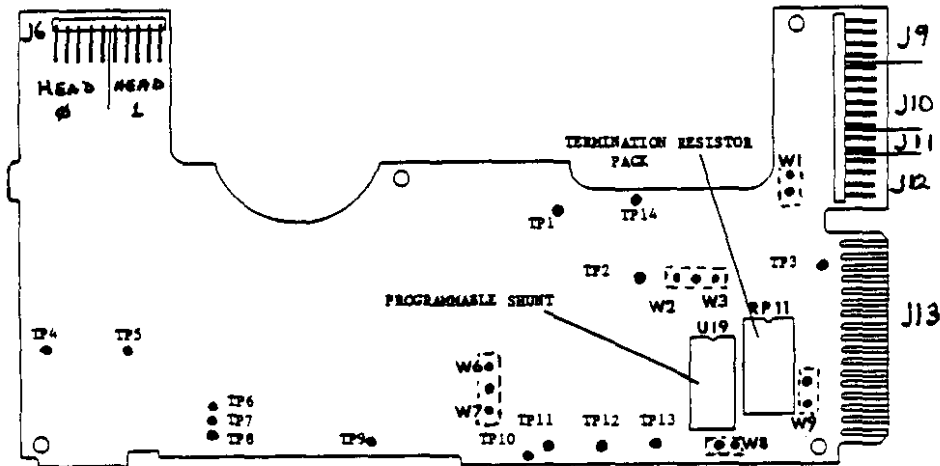 J6
HEAD HEAD
Ø 1
J9
J10
J11
J12
TERMINATION RESISTOR
PACK
W1
TP1
TP14
TP2
TP3
W2 W3
PROGRAMMABLE SHUNT
U19
RP11
J13
TP4
TP5
W6
W7
TP6
TP7
TP8
TP9
TP10
TP11
TP12
TP13
W8
W9